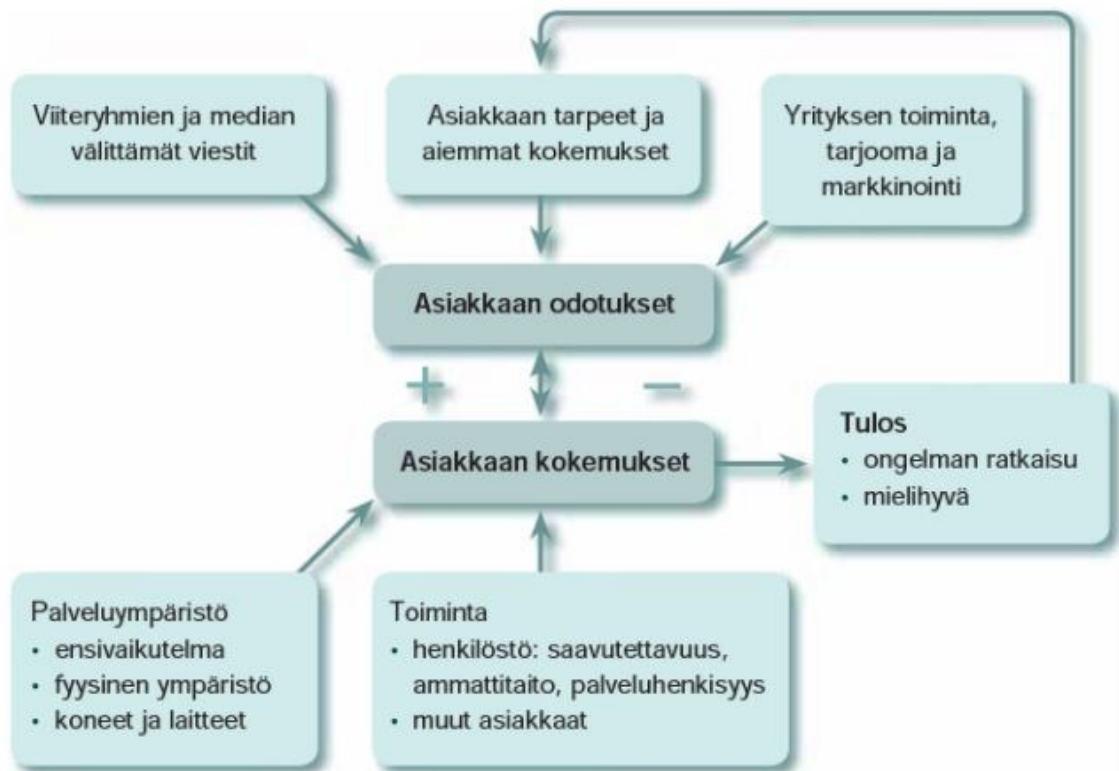 Viiteryhmien ja median
välittämät viestit
Asiakkaan tarpeet ja
aiemmat kokemukset
Yrityksen toiminta,
tarjooma ja
markkinointi
Asiakkaan odotukset
+
−
Asiakkaan kokemukset
Tulos
• ongelman ratkaisu
• mielihyvä
Palveluympäristö
• ensivaikutelma
• fyysinen ympäristö
• koneet ja laitteet
Toiminta
• henkilöstö: saavutettavuus,
ammattitaito, palveluhenkisyys
• muut asiakkaat